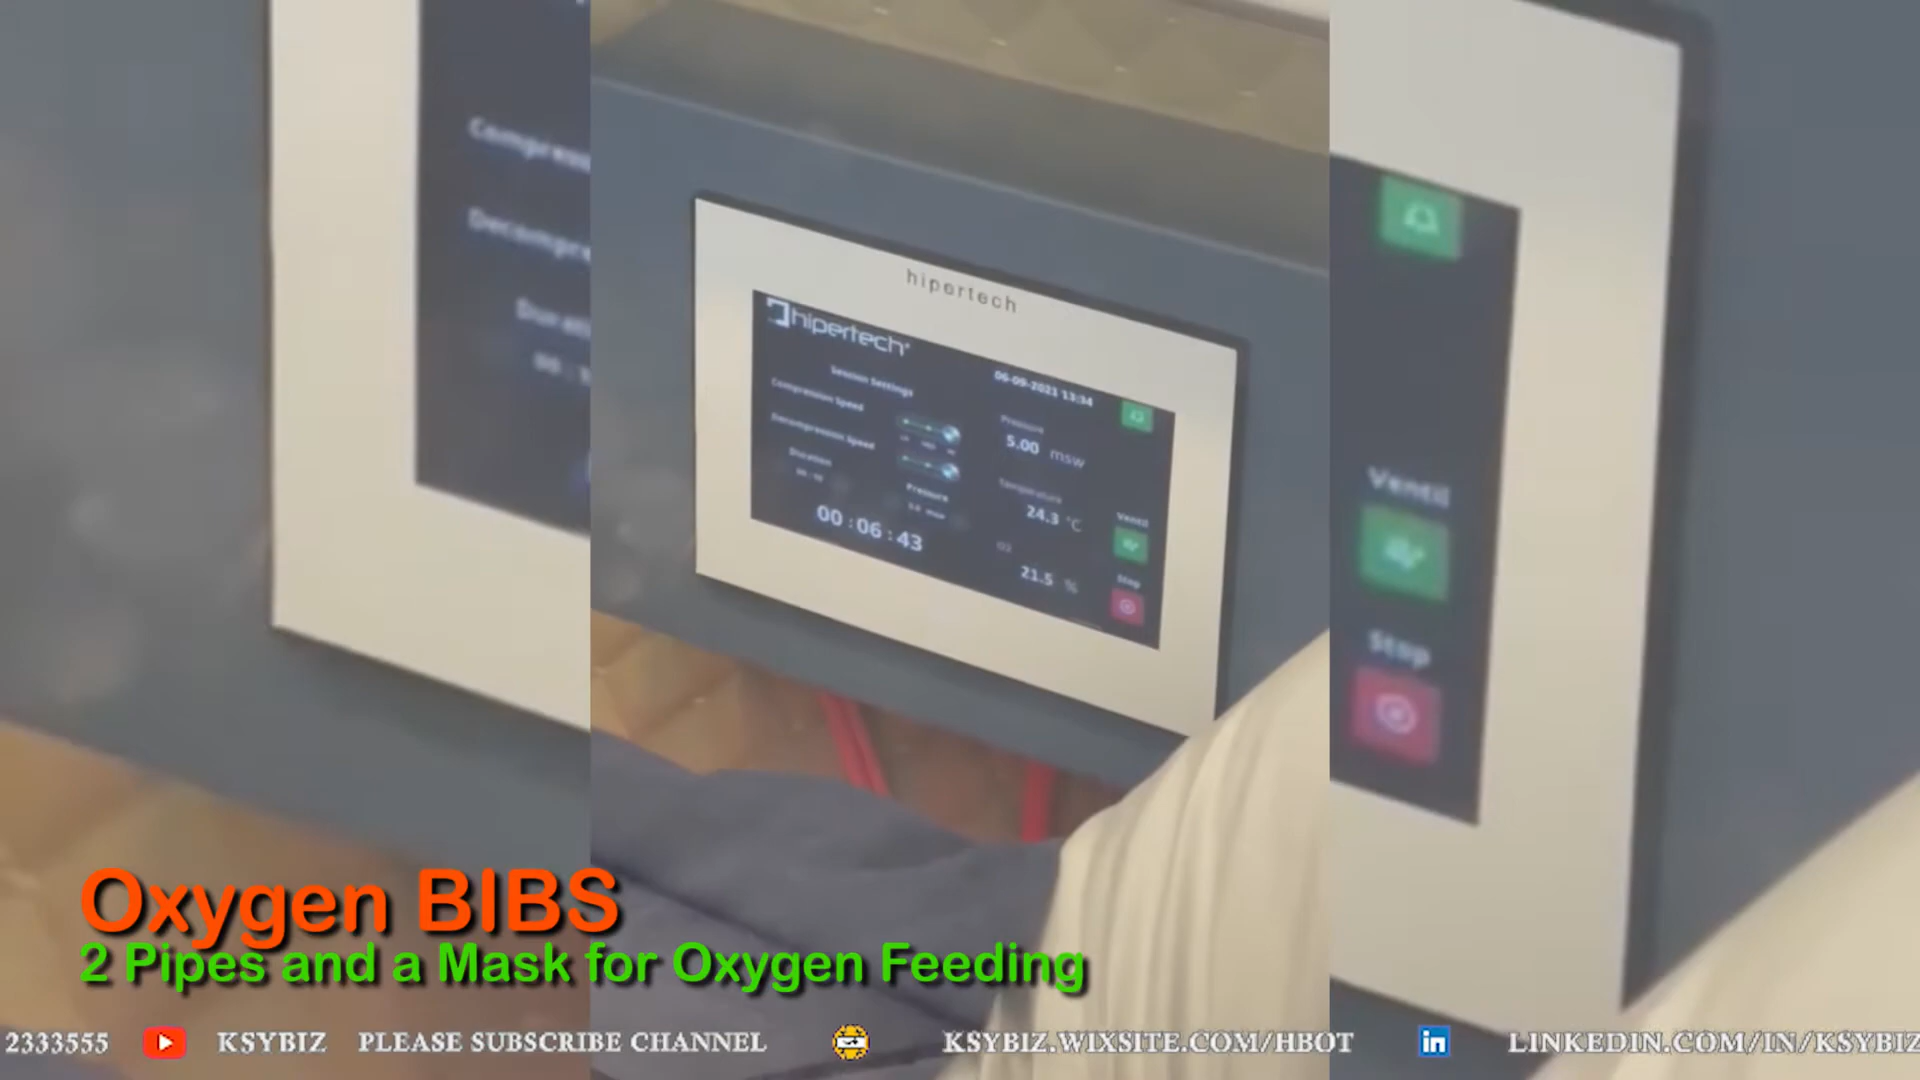 hipertech
hipertech
06-09-2021 13:34
Session Settings
Compression Speed
Decompression Speed
Duration
Pressure
00:06:43
Pressure
5.00 msw
Temperature
24.3 °C
O2
21.5 %
Ventil
Stop
Ventil
Stop
Oxygen BIBS
2 Pipes and a Mask for Oxygen Feeding
2333555 KSYBIZ PLEASE SUBSCRIBE CHANNEL KSYBIZ.WIXSITE.COM/HBOT in LINKEDIN.COM/IN/KSYBIZ